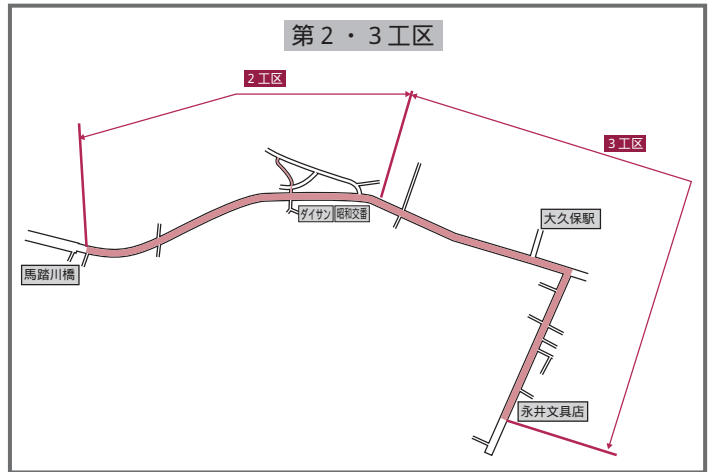 第2・3工区
2工区
3工区
ダイサン
昭和交番
大久保駅
馬踏川橋
永井文具店